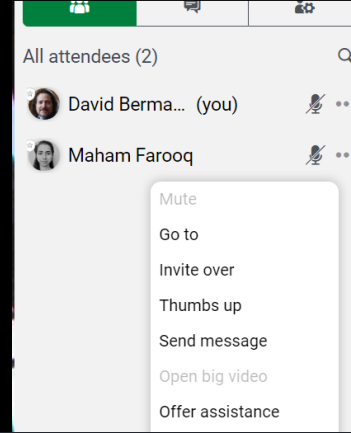 All attendees (2)
David Berma... (you)
Maham Farooq
Mute
Go to
Invite over
Thumbs up
Send message
Open big video
Offer assistance